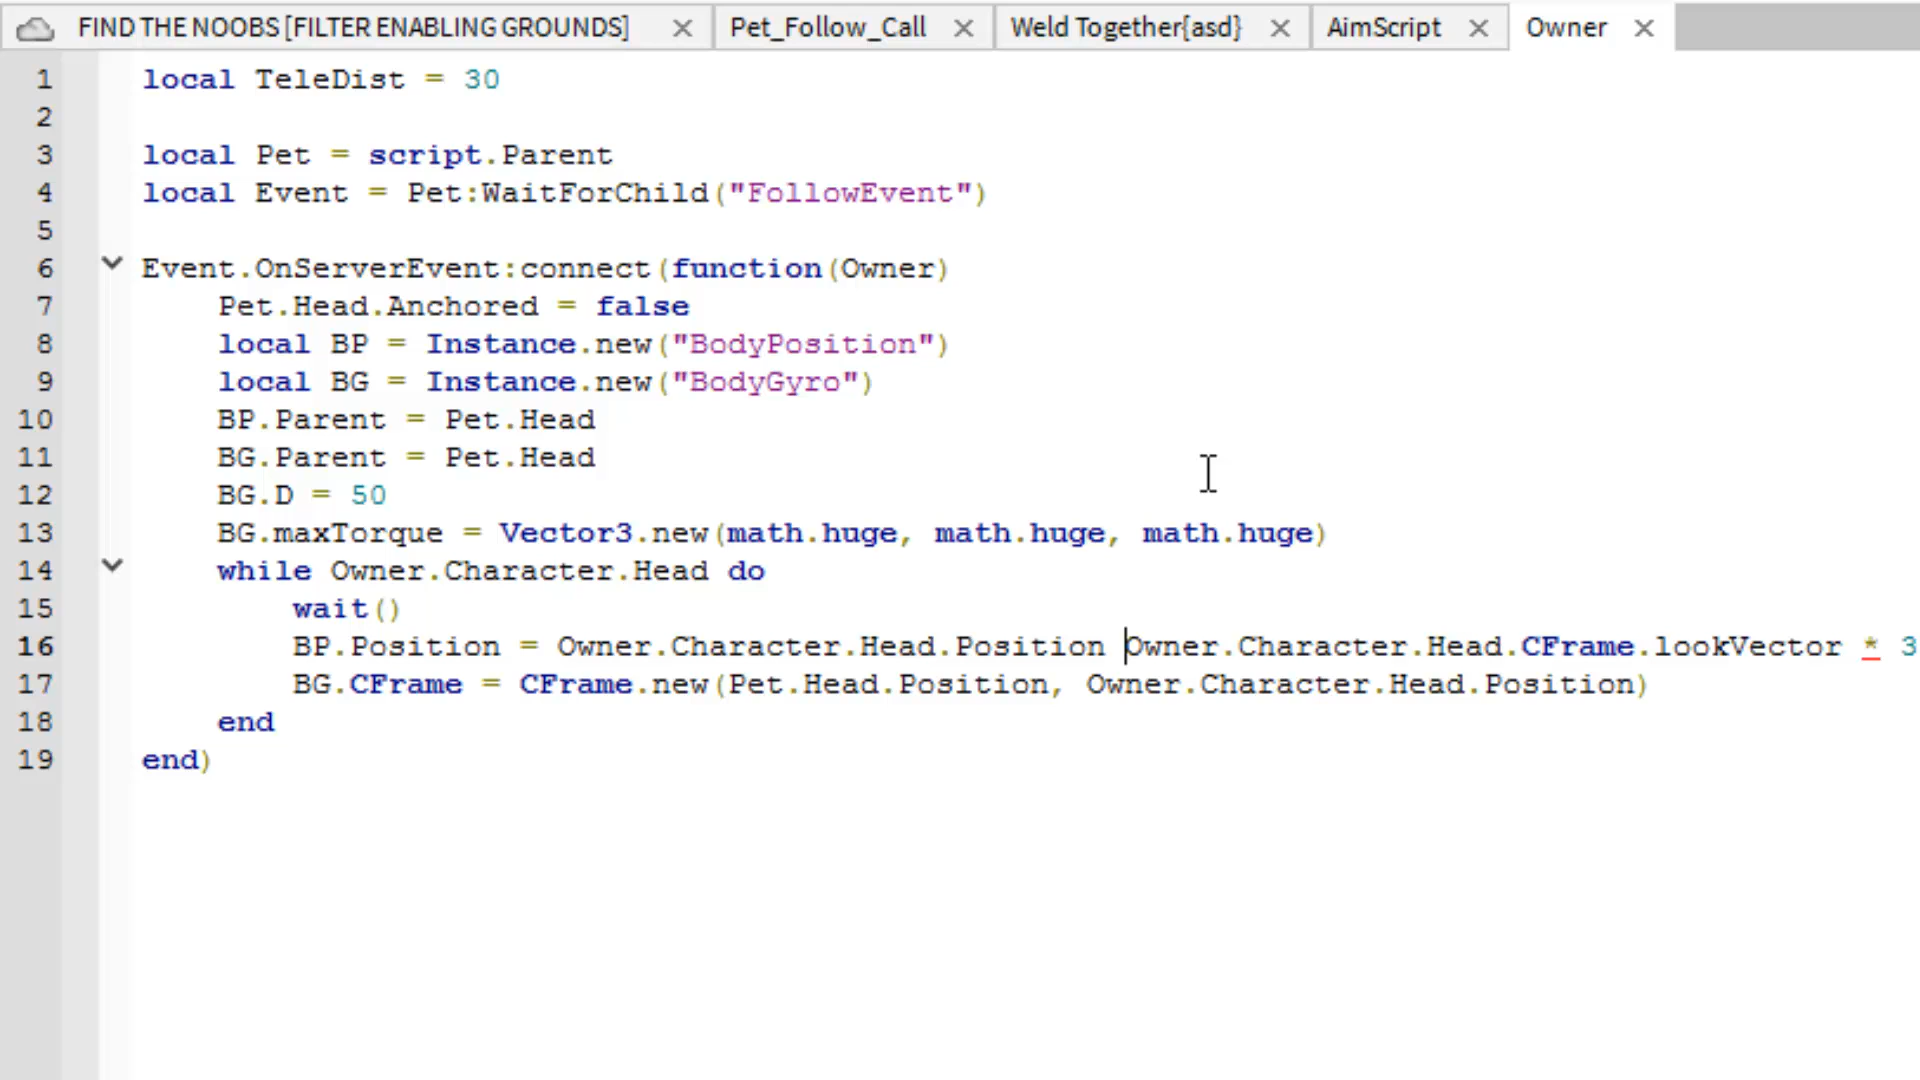 FIND THE NOOBS [FILTER ENABLING GROUNDS] Pet_Follow_Call Weld Together{asd} AimScript Owner
1 local TeleDist = 30
2
3 local Pet = script.Parent
4 local Event = Pet:WaitForChild("FollowEvent")
5
6 Event.OnServerEvent:connect(function(Owner)
7 Pet.Head.Anchored = false
8 local BP = Instance.new("BodyPosition")
9 local BG = Instance.new("BodyGyro")
10 BP.Parent = Pet.Head
11 BG.Parent = Pet.Head
12 BG.D = 50
13 BG.maxTorque = Vector3.new(math.huge, math.huge, math.huge)
14 while Owner.Character.Head do
15 wait()
16 BP.Position = Owner.Character.Head.Position Owner.Character.Head.CFrame.lookVector * 3
17 BG.CFrame = CFrame.new(Pet.Head.Position, Owner.Character.Head.Position)
18 end
19 end)